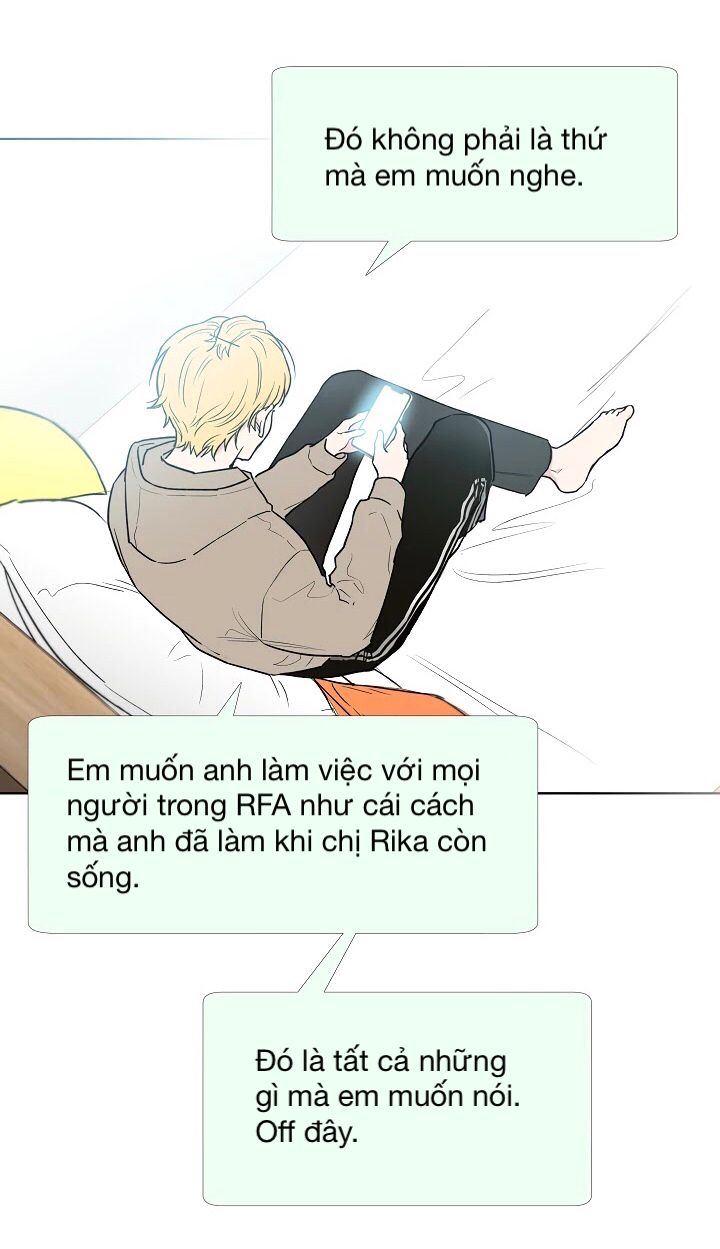 Đó không phải là thứ
mà em muốn nghe.
Em muốn anh làm việc với mọi
người trong RFA như cái cách
mà anh đã làm khi chị Rika còn
sống.
Đó là tất cả những
gì mà em muốn nói.
Off đây.